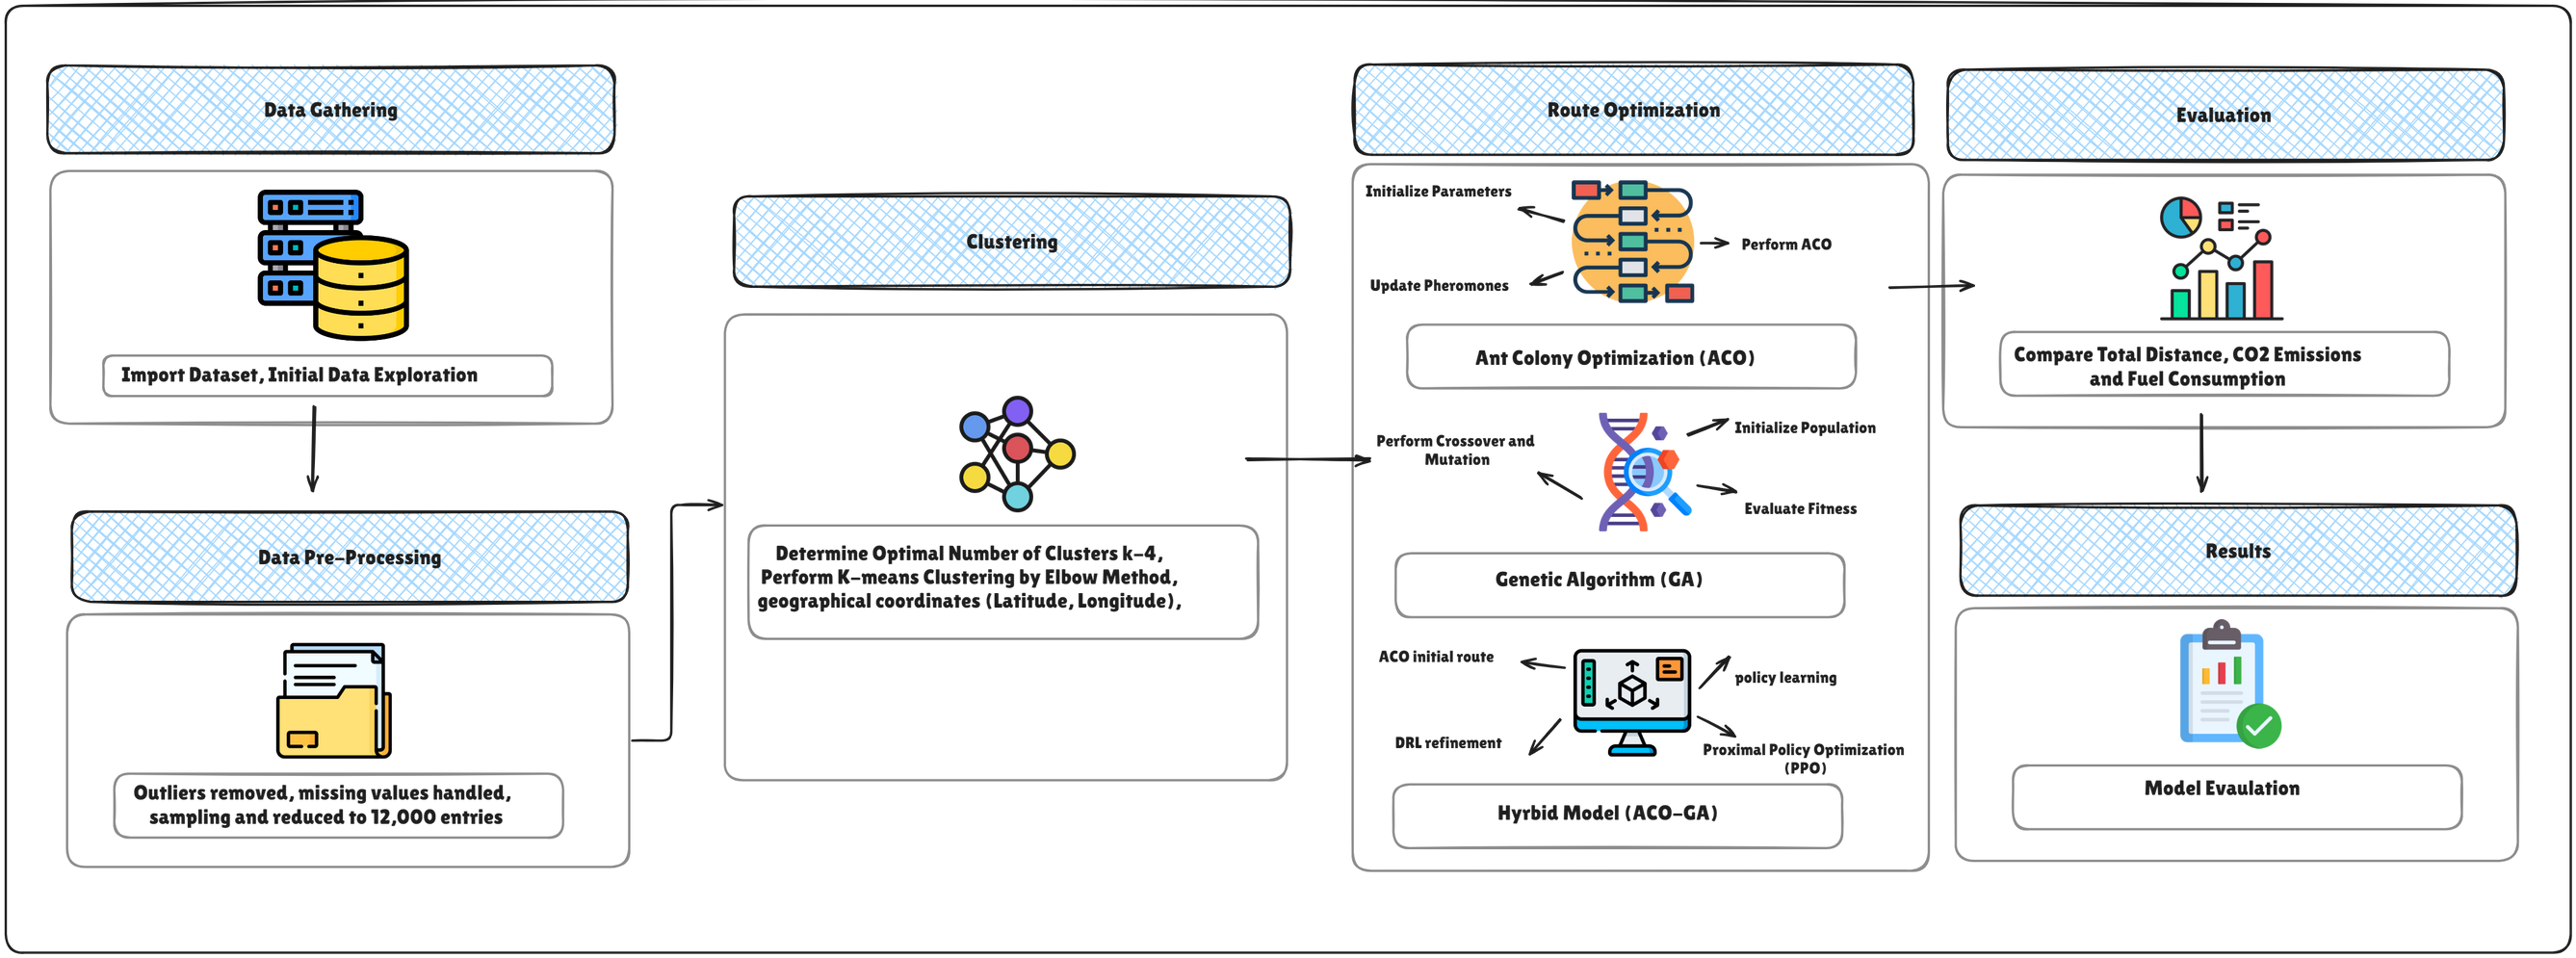 Data Gathering
Import Dataset, Initial Data Exploration
Data Pre-Processing
Outliers removed, missing values handled,
sampling and reduced to 12,000 entries
Clustering
Determine Optimal Number of Clusters k-4,
Perform K-means Clustering by Elbow Method,
geographical coordinates (Latitude, Longitude),
Route Optimization
Initialize Parameters
Perform ACO
Update Pheromones
Ant Colony Optimization (ACO)
Initialize Population
Perform Crossover and
Mutation
Evaluate Fitness
Genetic Algorithm (GA)
ACO initial route
policy learning
DRL refinement
Proximal Policy Optimization
(PPO)
Hyrbid Model (ACO-GA)
Evaluation
Compare Total Distance, CO2 Emissions
and Fuel Consumption
Results
Model Evaulation